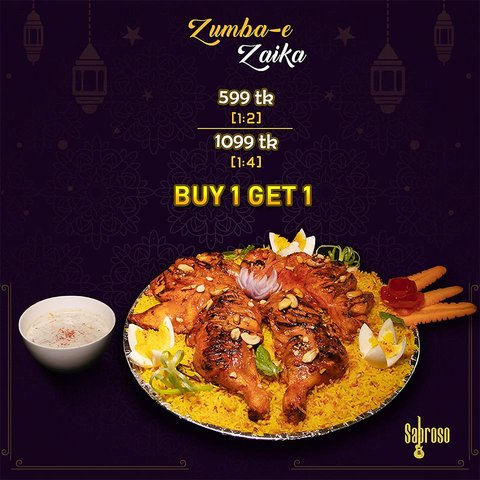 Zumba-e
Zaika
599 tk
[1:2]
1099 tk
[1:4]
BUY 1 GET 1
Sabroso